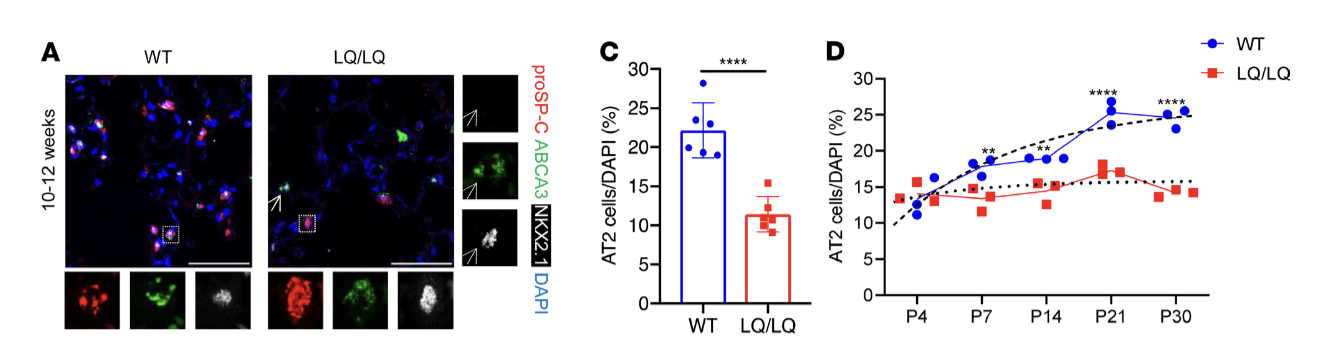 A
WT
LQ/LQ
10-12 weeks
proSP-C ABCA3 NKX2.1 DAPI
C
AT2 cells/DAPI (%)
30
25
20
15
10
5
0
****
WT
LQ/LQ
D
WT
LQ/LQ
AT2 cells/DAPI (%)
30
25
20
15
10
5
0
**
**
****
****
P4
P7
P14
P21
P30